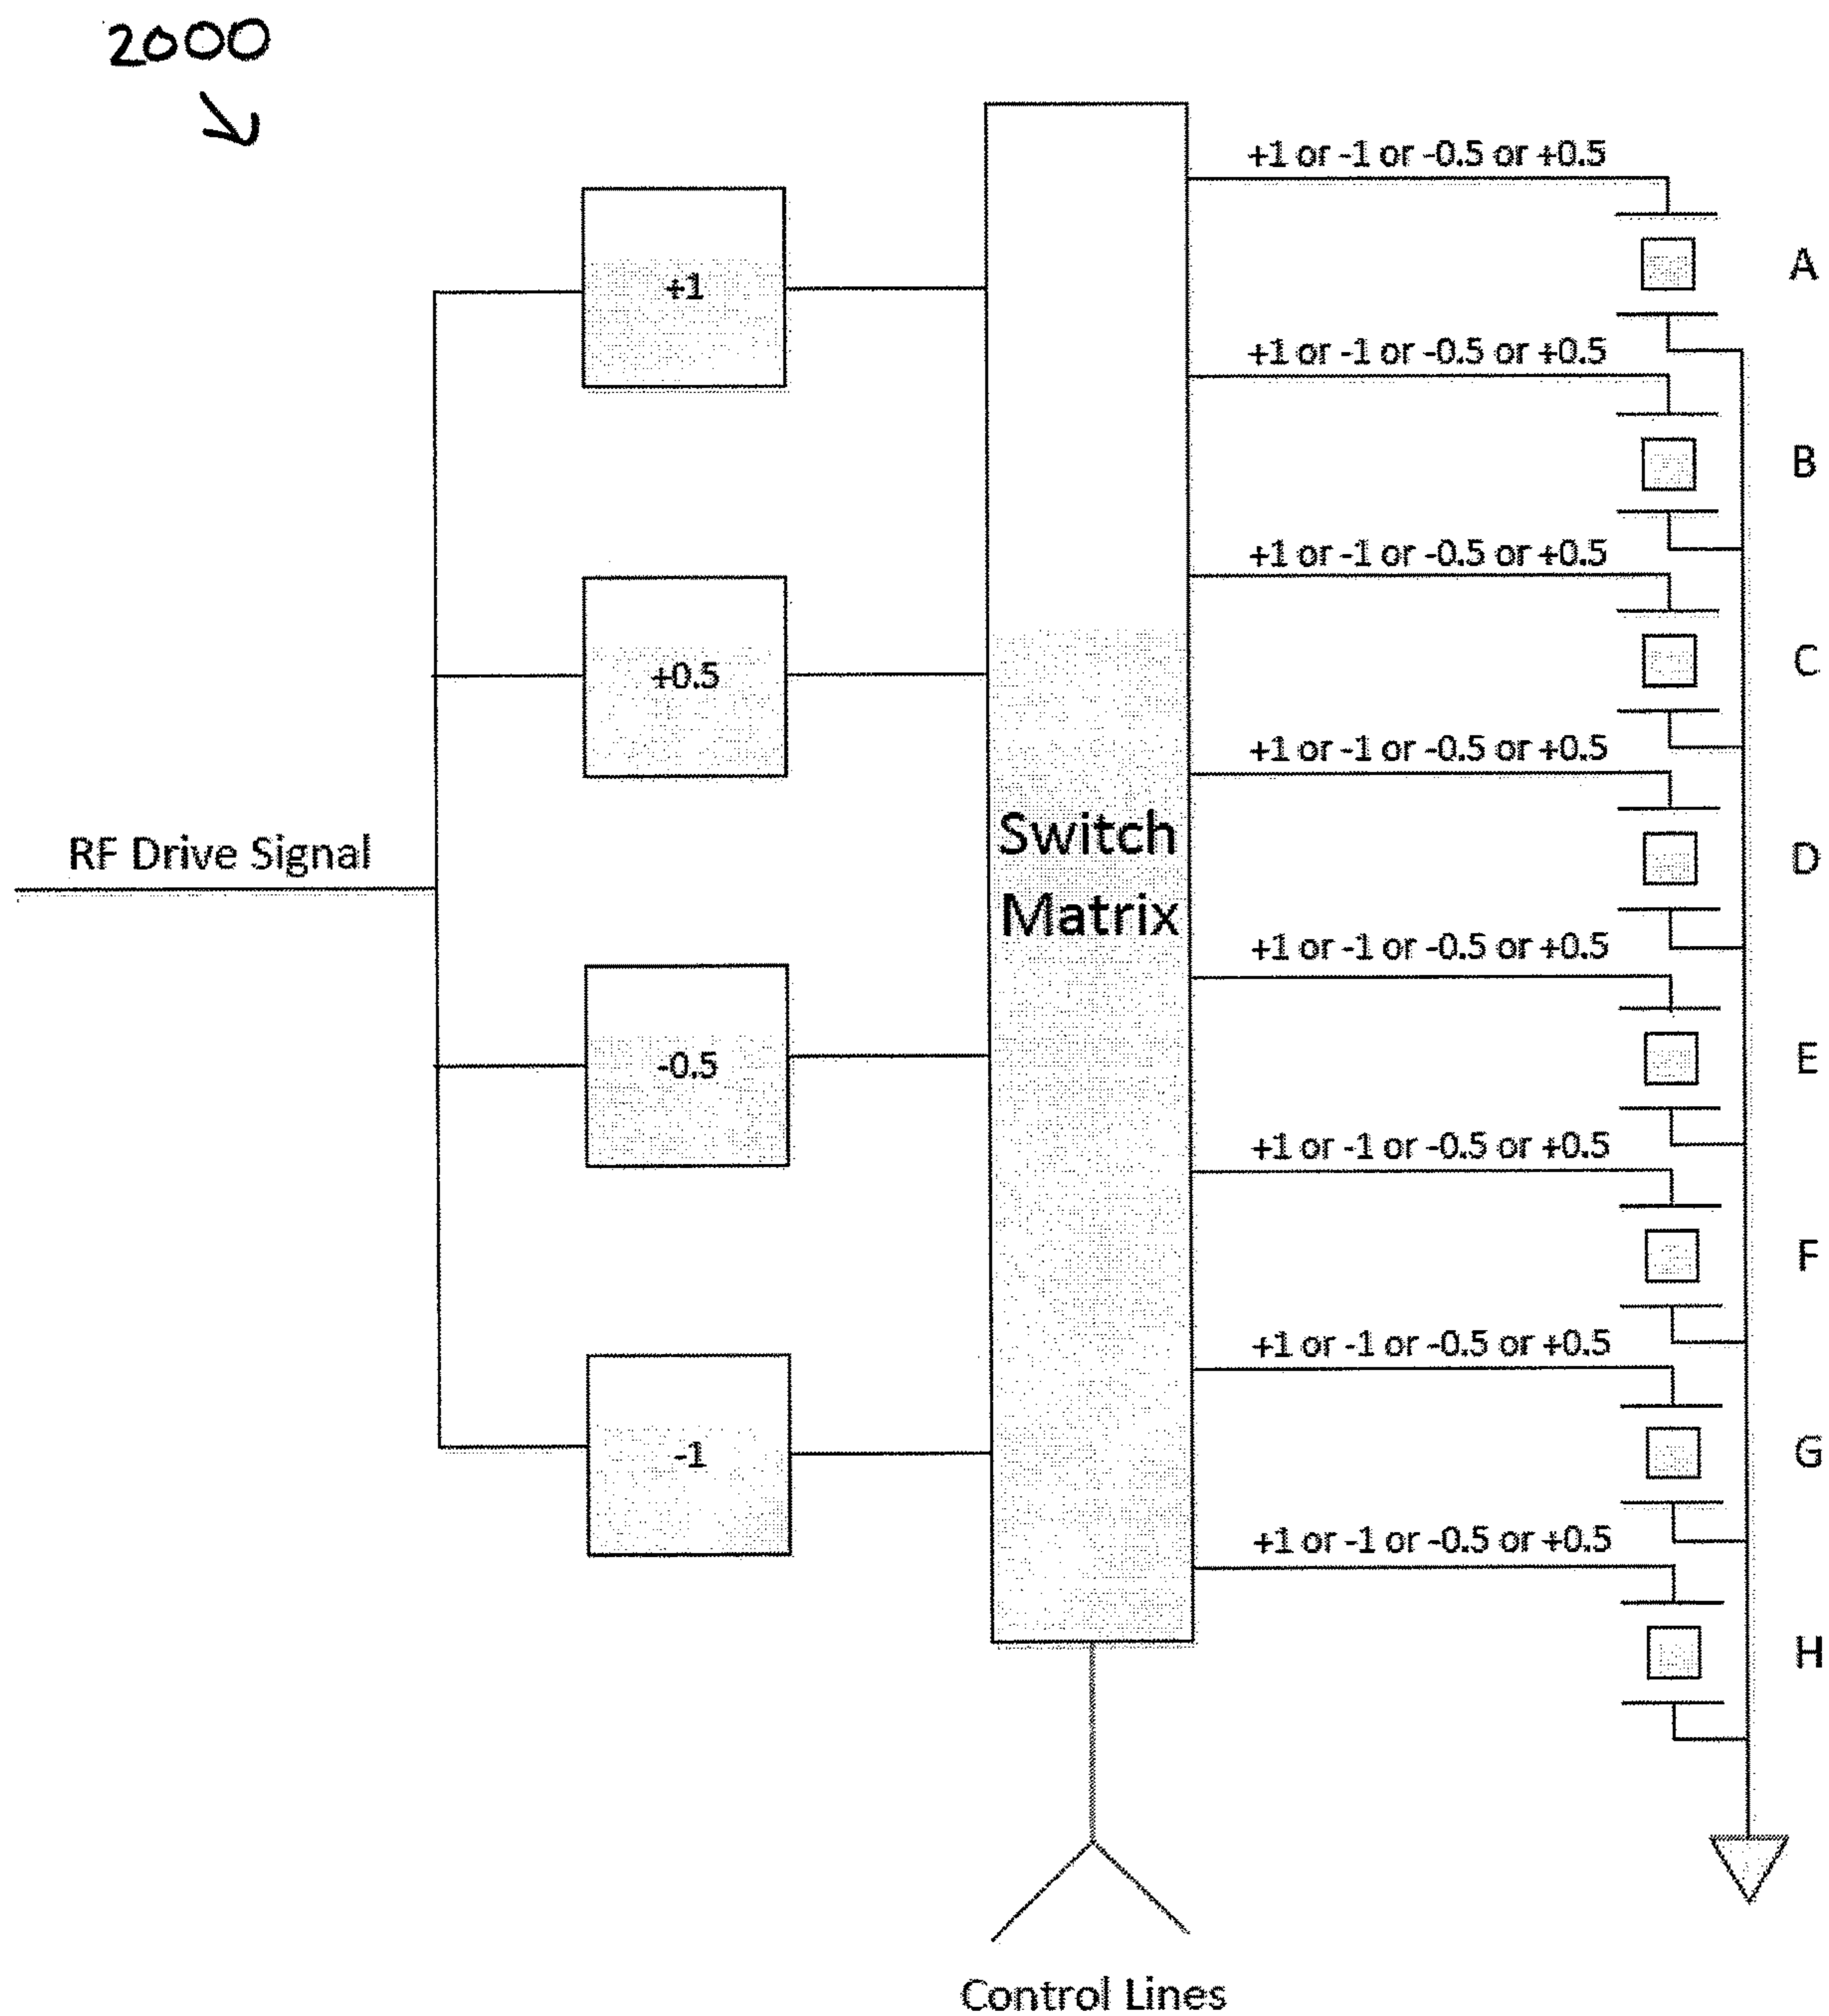 2000
+1 or -1 or -0.5 or +0.5
A
+1
+1 or -1 or -0.5 or +0.5
B
+1 or -1 or -0.5 or +0.5
C
+0.5
+1 or -1 or -0.5 or +0.5
D
RF Drive Signal
Switch
Matrix
+1 or -1 or -0.5 or +0.5
E
-0.5
+1 or -1 or -0.5 or +0.5
F
+1 or -1 or -0.5 or +0.5
G
-1
+1 or -1 or -0.5 or +0.5
H
Control Lines